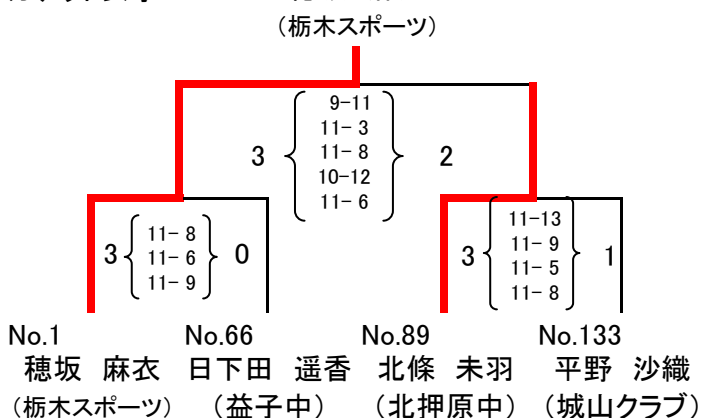 (栃木スポーツ)
9-11
11- 3
3 11- 8 2
10-12
11- 6
11- 8
3 11- 6 0
11- 9
11-13
11- 9
3 11- 5 1
11- 8
No.1 No.66 No.89 No.133
穂坂 麻衣 日下田 遥香 北條 未羽 平野 沙織
(栃木スポーツ) (益子中) (北押原中) (城山クラブ)